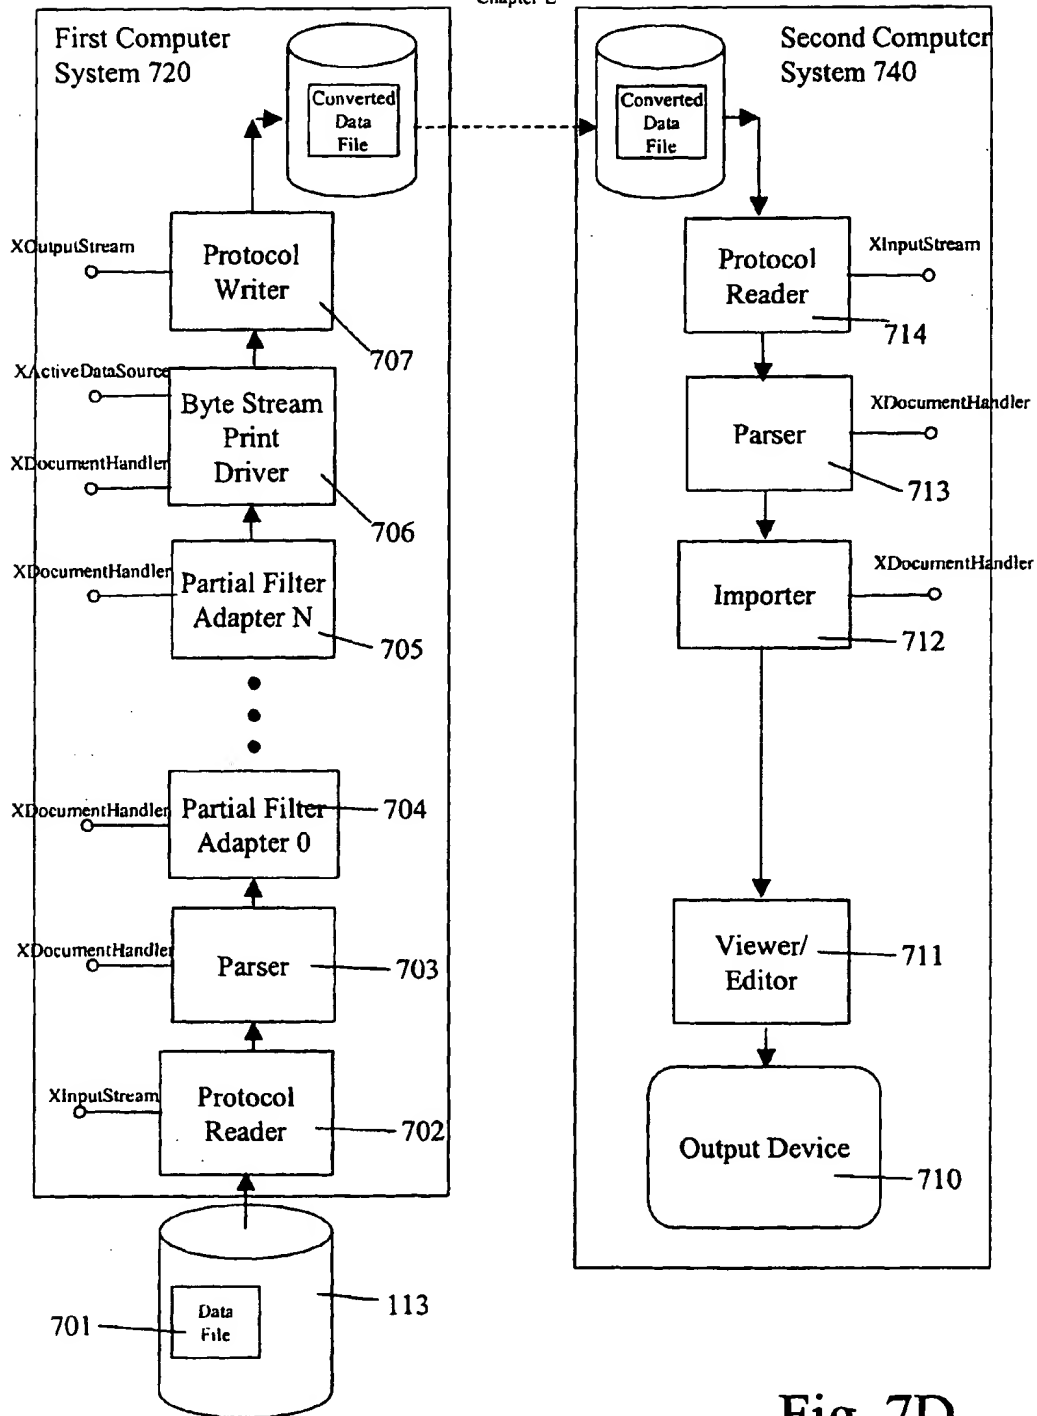 First Computer
System 720
Converted
Data
File
XOutputStream
Protocol
Writer
707
XActiveDataSource
Byte Stream
Print
Driver
XDocumentHandler
706
XDocumentHandler
Partial Filter
Adapter N
705
XDocumentHandler
Partial Filter
Adapter 0
704
XDocumentHandler
Parser
703
XInputStream
Protocol
Reader
702
701
Data
File
113
Second Computer
System 740
Converted
Data
File
Protocol
Reader
XInputStream
714
Parser
XDocumentHandler
713
Importer
XDocumentHandler
712
Viewer/
Editor
711
Output Device
710
Fig. 7D